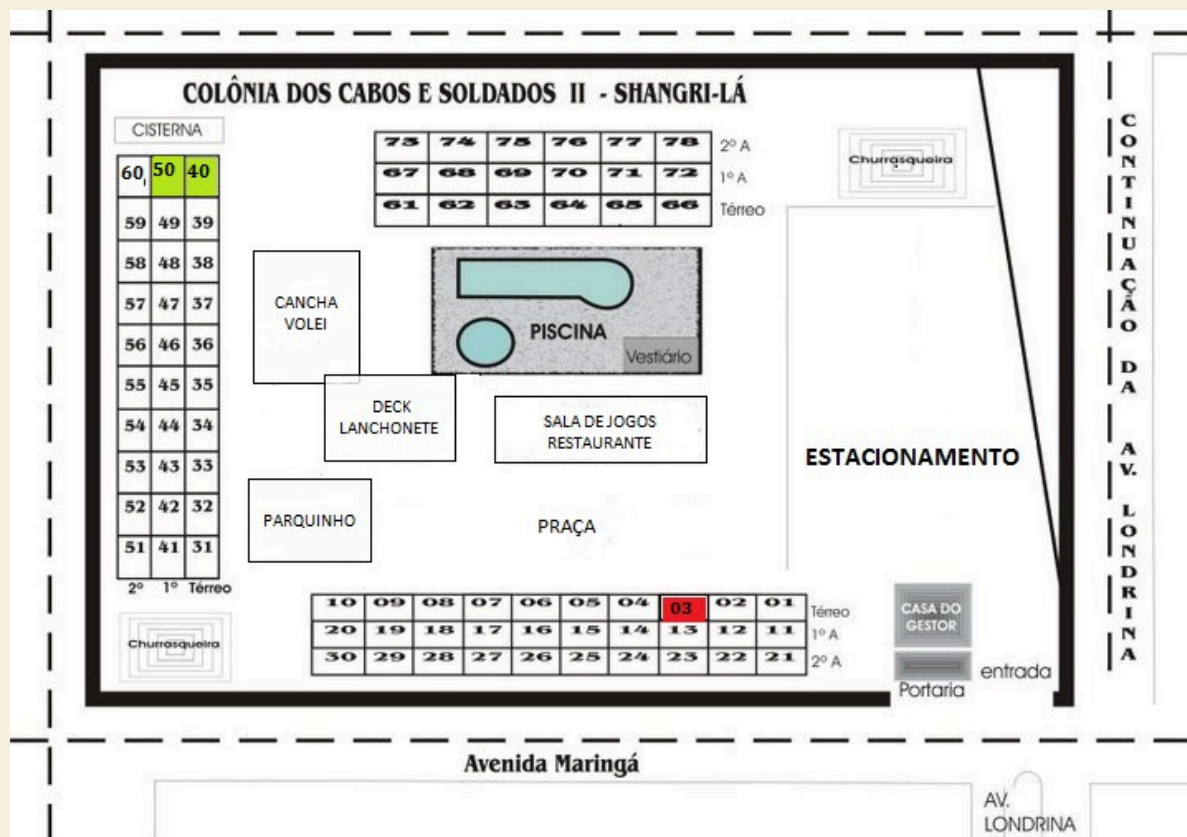 COLÔNIA DOS CABOS E SOLDADOS II - SHANGRI-LÁ
CISTERNA
60 50 40
59 49 39
58 48 38
57 47 37
56 46 36
55 45 35
54 44 34
53 43 33
52 42 32
51 41 31
2º 1º Térreo
Churrasqueira
73 74 75 76 77 78 2º A
67 68 69 70 71 72 1º A
61 62 63 64 65 66 Térreo
Churrasqueira
CANCHA
VOLEI
PISCINA
Vestiário
DECK
LANCHONETE
SALA DE JOGOS
RESTAURANTE
ESTACIONAMENTO
PARQUINHO
PRAÇA
10 09 08 07 06 05 04 03 02 01 Térreo
20 19 18 17 16 15 14 13 12 11 1º A
30 29 28 27 26 25 24 23 22 21 2º A
CASA DO
GESTOR
Portaria
entrada
CONTINUAÇÃO DA AV. LONDRINA
Avenida Maringá
AV.
LONDRINA